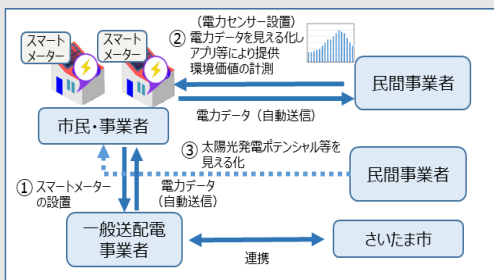 スマート
メーター
スマート
メーター
（電力センサー設置）
② 電力データを見える化し
アプリ等により提供
環境価値の計測
民間事業者
電力データ（自動送信）
市民・事業者
③ 太陽光発電ポテンシャル等を
見える化
民間事業者
① スマートメーター
の設置
電力データ
（自動送信）
一般送配電
事業者
連携
さいたま市